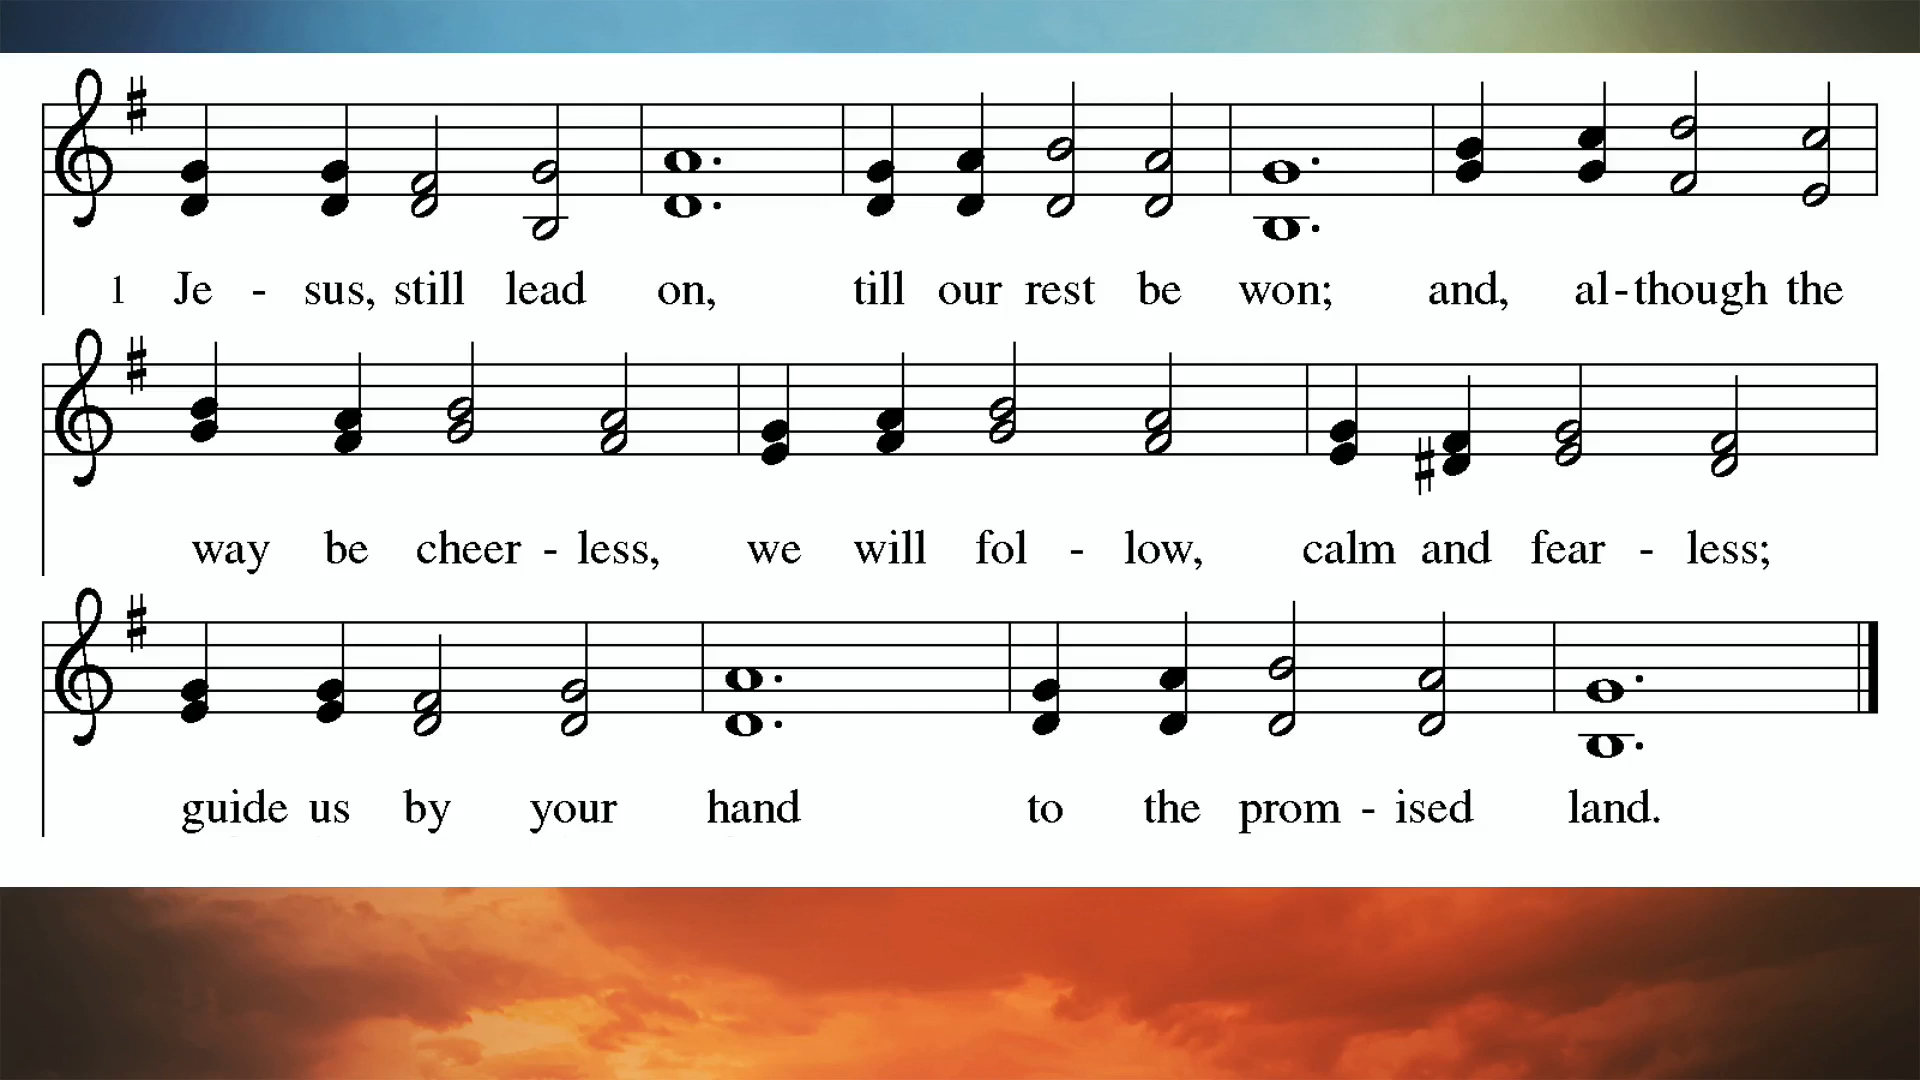 1 Je - sus, still lead on, till our rest be won; and, al-though the
way be cheer - less, we will fol - low, calm and fear - less;
guide us by your hand to the prom - ised land.